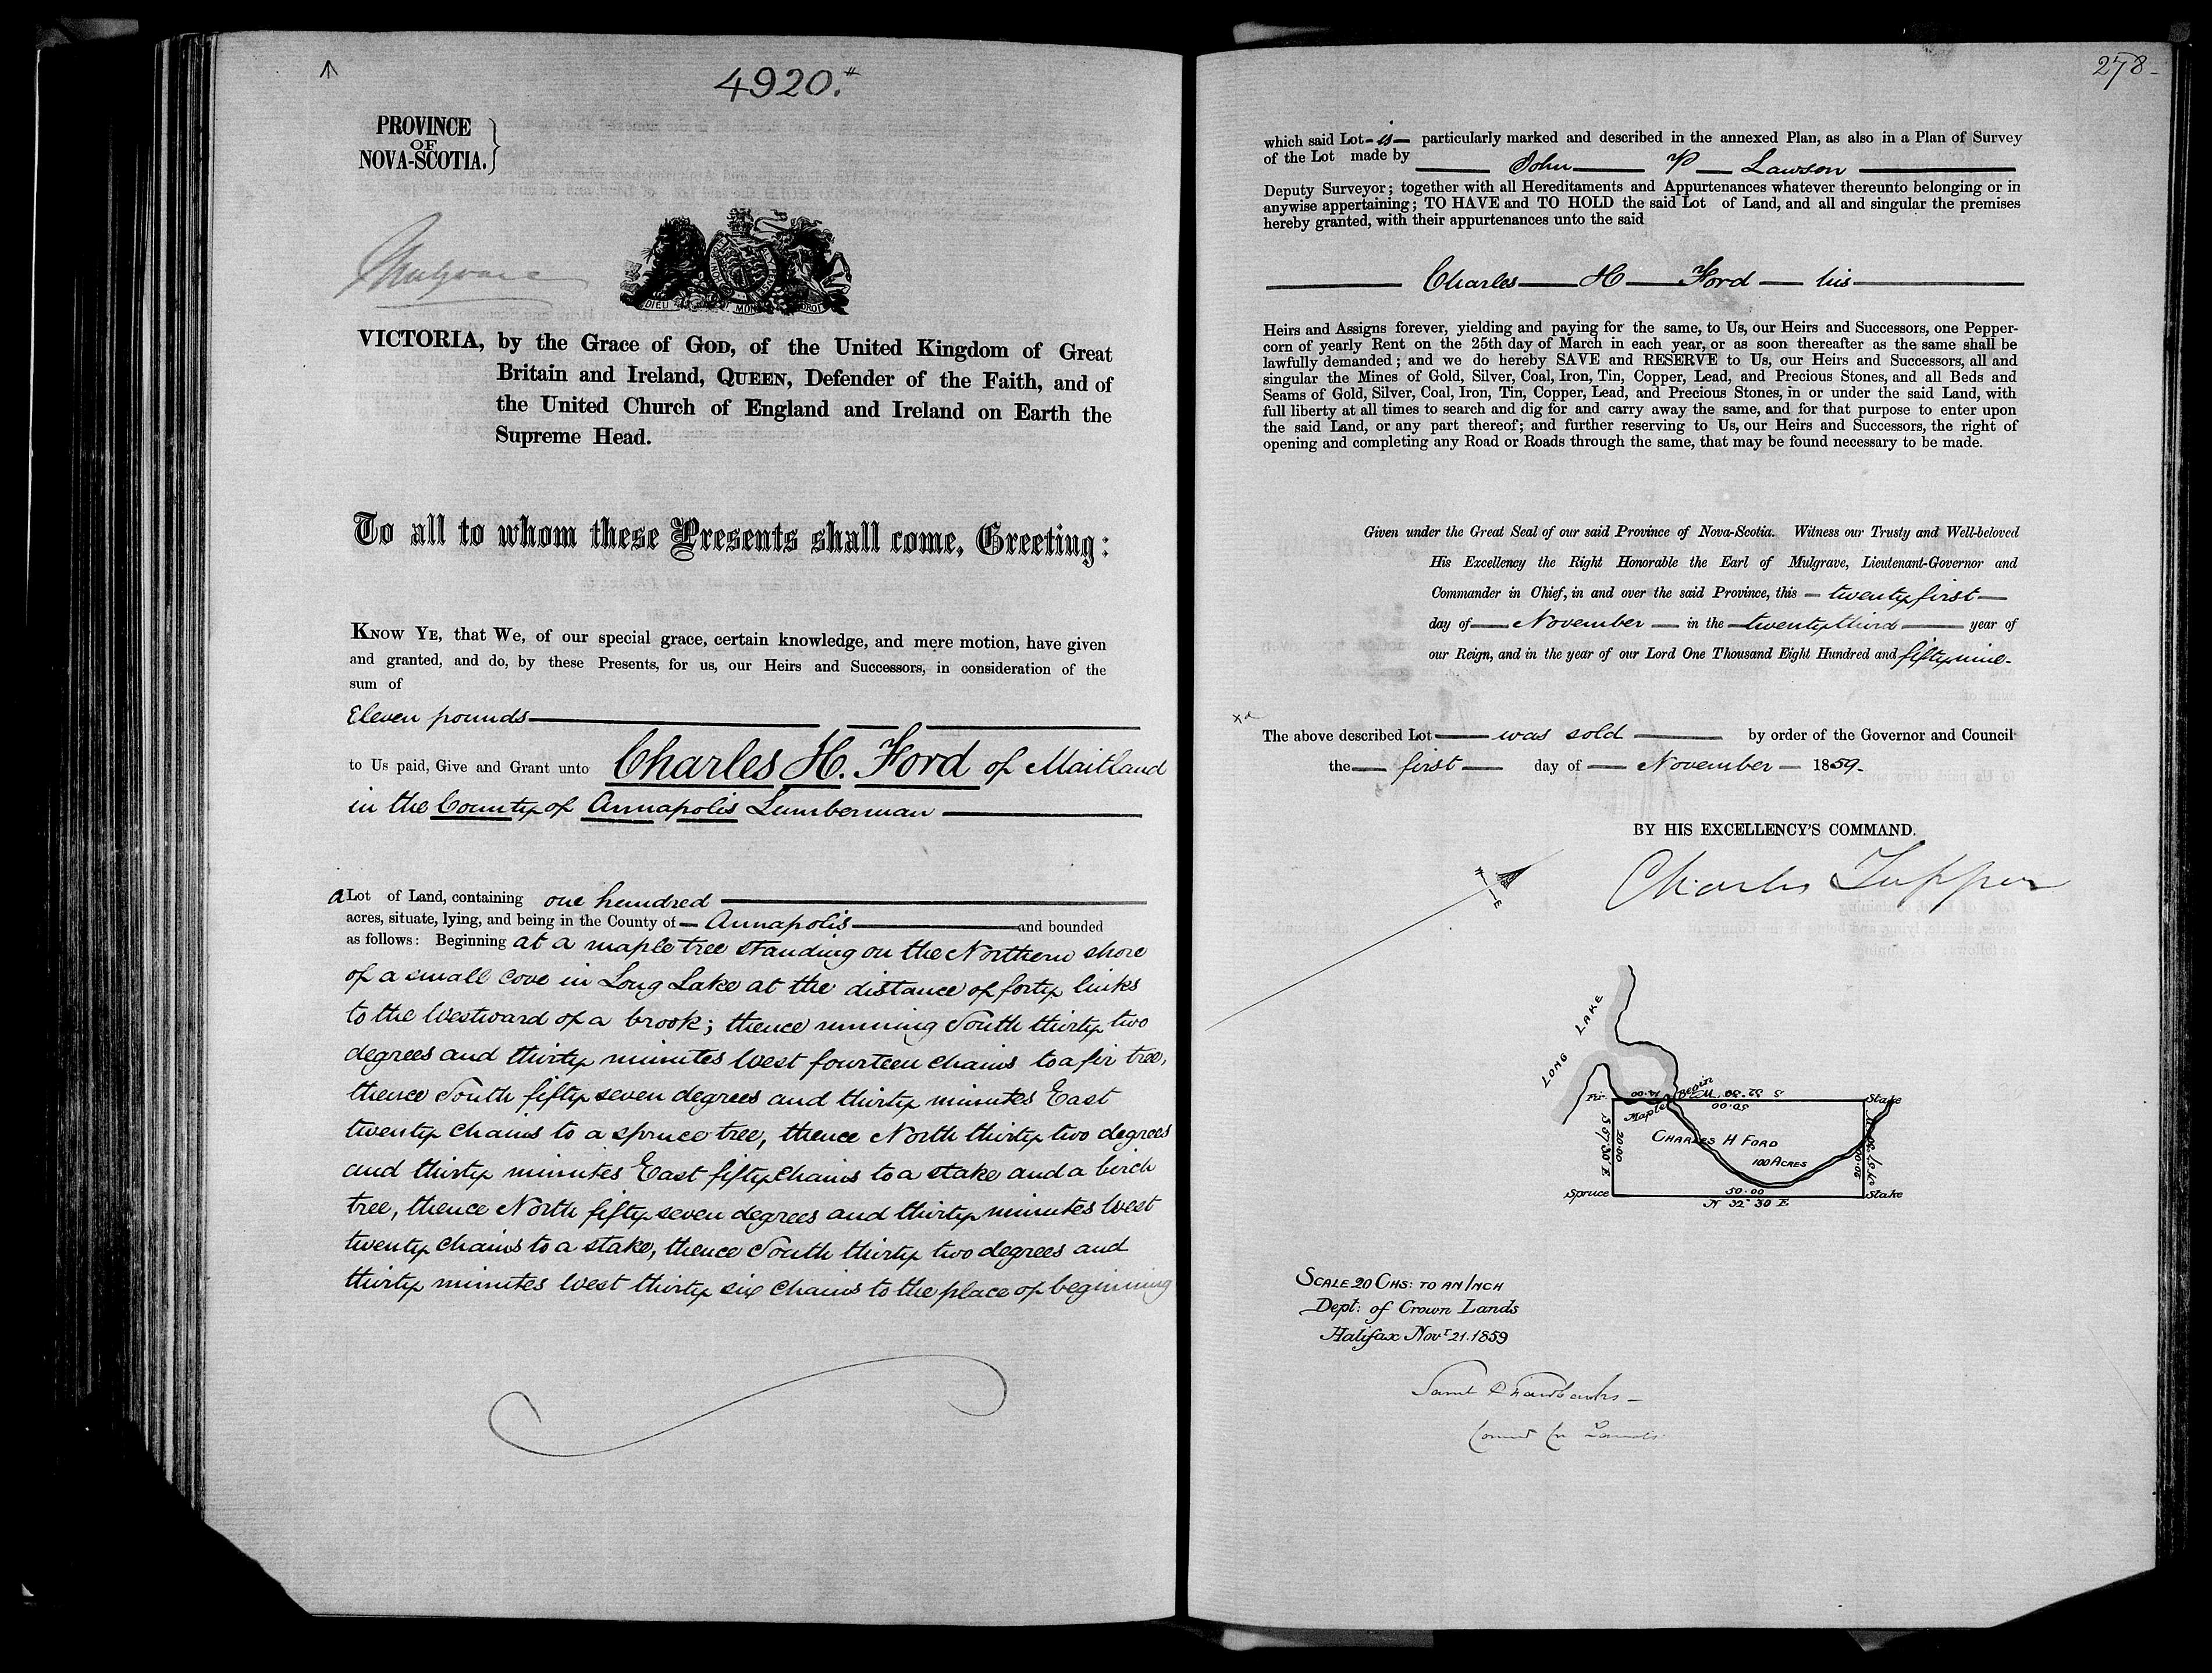 4920.
PROVINCE
OF
NOVA-SCOTIA.
Mulgrave
DIEU ET MON DROIT
VICTORIA, by the Grace of GOD, of the United Kingdom of Great
Britain and Ireland, QUEEN, Defender of the Faith, and of
the United Church of England and Ireland on Earth the
Supreme Head.
To all to whom these Presents shall come, Greeting:
KNOW YE, that We, of our special grace, certain knowledge, and mere motion, have given
and granted, and do, by these Presents, for us, our Heirs and Successors, in consideration of the
sum of
Eleven pounds
to Us paid, Give and Grant unto Charles H. Ford of Maitland
in the County of Annapolis Lumberman
a Lot of Land, containing one hundred
acres, situate, lying, and being in the County of Annapolis and bounded
as follows: Beginning at a maple tree standing on the Northern shore
of a small cove in Long Lake at the distance of forty links
to the Westward of a brook; thence running South thirty two
degrees and thirty minutes West fourteen chains to a fir tree,
thence South fifty seven degrees and thirty minutes East
twenty chains to a spruce tree, thence North thirty two degrees
and thirty minutes East fifty chains to a stake and a birch
tree, thence North fifty seven degrees and thirty minutes West
twenty chains to a stake, thence South thirty two degrees and
thirty minutes West thirty six chains to the place of beginning
278
which said Lot is particularly marked and described in the annexed Plan, as also in a Plan of Survey
of the Lot made by John P Lawson
Deputy Surveyor; together with all Hereditaments and Appurtenances whatever thereunto belonging or in
anywise appertaining; TO HAVE and TO HOLD the said Lot of Land, and all and singular the premises
hereby granted, with their appurtenances unto the said
Charles H Ford his
Heirs and Assigns forever, yielding and paying for the same, to Us, our Heirs and Successors, one Pepper-
corn of yearly Rent on the 25th day of March in each year, or as soon thereafter as the same shall be
lawfully demanded; and we do hereby SAVE and RESERVE to Us, our Heirs and Successors, all and
singular the Mines of Gold, Silver, Coal, Iron, Tin, Copper, Lead, and Precious Stones, and all Beds and
Seams of Gold, Silver, Coal, Iron, Tin, Copper, Lead, and Precious Stones, in or under the said Land, with
full liberty at all times to search and dig for and carry away the same, and for that purpose to enter upon
the said Land, or any part thereof; and further reserving to Us, our Heirs and Successors, the right of
opening and completing any Road or Roads through the same, that may be found necessary to be made.
Given under the Great Seal of our said Province of Nova-Scotia. Witness our Trusty and Well-beloved
His Excellency the Right Honorable the Earl of Mulgrave, Lieutenant-Governor and
Commander in Chief, in and over the said Province, this twenty first
day of November in the twenty third year of
our Reign, and in the year of our Lord One Thousand Eight Hundred and fifty nine.
The above described Lot was sold by order of the Governor and Council
the first day of November 1859.
BY HIS EXCELLENCY'S COMMAND.
Charles Tupper
N
E
LONG LAKE
Fir
14.00
Begin
S 32° 30' W
Stake
Maple
50.00
S 57° 30 E
20.00
CHARLES H FORD
100 ACRES
20.00
Spruce
50.00
Stake
N 32° 30 E
SCALE 20 CHS: TO AN INCH
Dept: of Crown Lands
Halifax Novr 21. 1859
Saml P Fairbanks
Commr Cr Lands